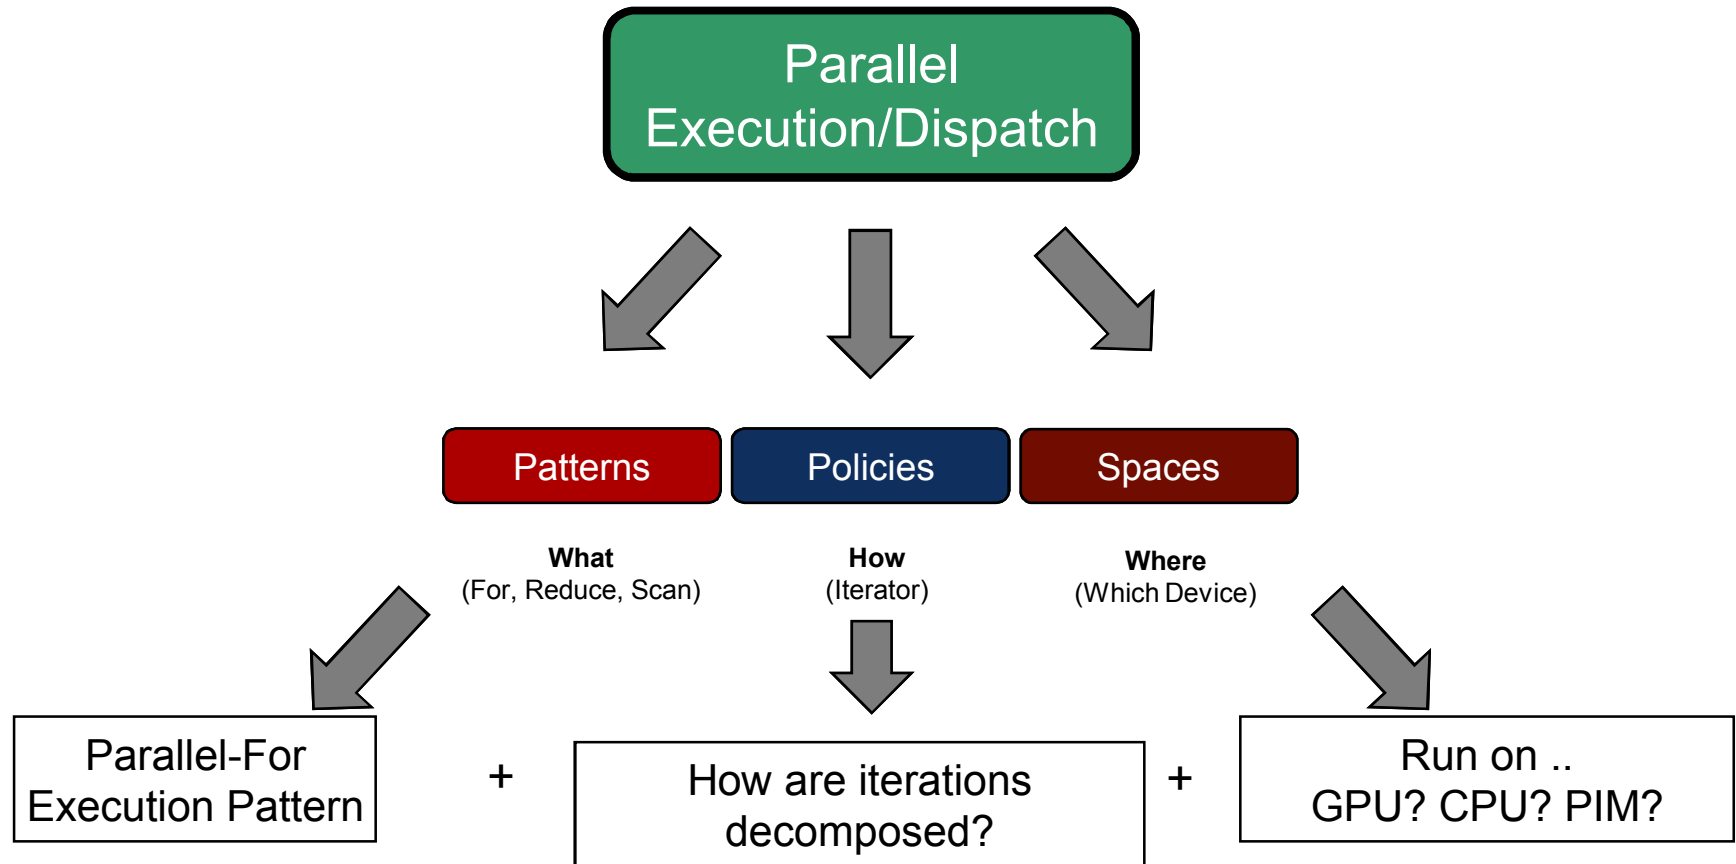 Parallel
Execution/Dispatch
Patterns
Policies
Spaces
What
(For, Reduce, Scan)
How
(Iterator)
Where
(Which Device)
Parallel-For
Execution Pattern
+
How are iterations
decomposed?
+
Run on ..
GPU? CPU? PIM?